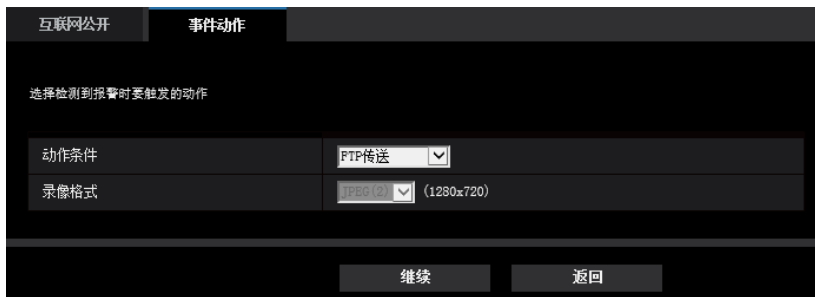 互联网公开 事件动作
选择检测到报警时要触发的动作
动作条件 FTP传送
录像格式 JPEG(2) (1280x720)
继续 返回